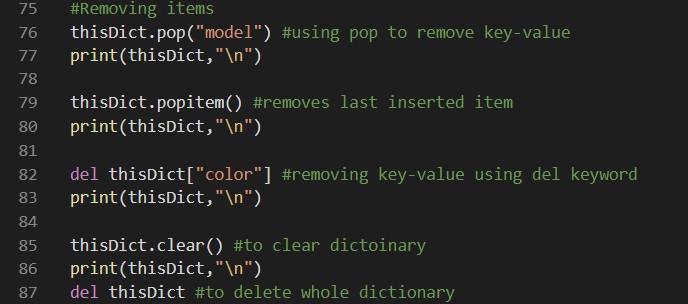 75 #Removing items
76 thisDict.pop("model") #using pop to remove key-value
77 print(thisDict,"\n")
78
79 thisDict.popitem() #removes last inserted item
80 print(thisDict,"\n")
81
82 del thisDict["color"] #removing key-value using del keyword
83 print(thisDict,"\n")
84
85 thisDict.clear() #to clear dictoinary
86 print(thisDict,"\n")
87 del thisDict #to delete whole dictionary